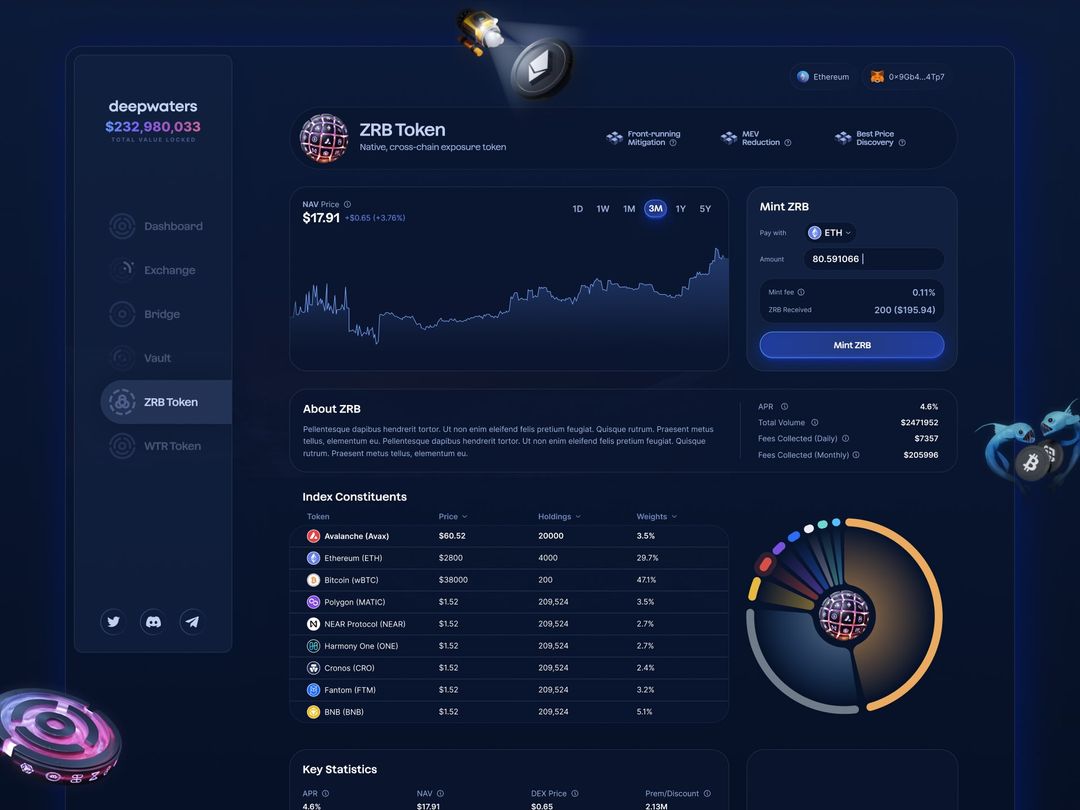 Ethereum
0x9Gb4...4Tp7
deepwaters
$232,980,033
TOTAL VALUE LOCKED
Dashboard
Exchange
Bridge
Vault
ZRB Token
WTR Token
ZRB Token
Native, cross-chain exposure token
Front-running
Mitigation
MEV
Reduction
Best Price
Discovery
NAV Price
$17.91 +$0.65 (+3.76%)
1D 1W 1M 3M 1Y 5Y
Mint ZRB
Pay with ETH
Amount 80.591066
Mint fee 0.11%
ZRB Received 200 ($195.94)
Mint ZRB
About ZRB
Pellentesque dapibus hendrerit tortor. Ut non enim eleifend felis pretium feugiat. Quisque rutrum. Praesent metus
tellus, elementum eu. Pellentesque dapibus hendrerit tortor. Ut non enim eleifend felis pretium feugiat. Quisque
rutrum. Praesent metus tellus, elementum eu.
APR 4.6%
Total Volume $2471952
Fees Collected (Daily) $7357
Fees Collected (Monthly) $205996
Index Constituents
Token Price Holdings Weights
Avalanche (Avax) $60.52 20000 3.5%
Ethereum (ETH) $2800 4000 29.7%
Bitcoin (wBTC) $38000 200 47.1%
Polygon (MATIC) $1.52 209,524 3.5%
NEAR Protocol (NEAR) $1.52 209,524 2.7%
Harmony One (ONE) $1.52 209,524 2.7%
Cronos (CRO) $1.52 209,524 2.4%
Fantom (FTM) $1.52 209,524 3.2%
BNB (BNB) $1.52 209,524 5.1%
Key Statistics
APR NAV DEX Price Prem/Discount
4.6% $17.91 $0.65 2.13M